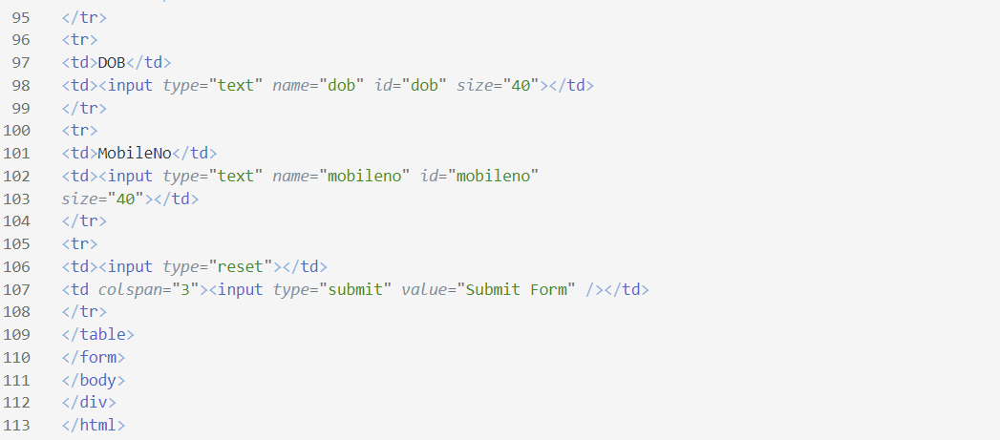 95 </tr>
96 <tr>
97 <td>DOB</td>
98 <td><input type="text" name="dob" id="dob" size="40"></td>
99 </tr>
100 <tr>
101 <td>MobileNo</td>
102 <td><input type="text" name="mobileno" id="mobileno"
103 size="40"></td>
104 </tr>
105 <tr>
106 <td><input type="reset"></td>
107 <td colspan="3"><input type="submit" value="Submit Form" /></td>
108 </tr>
109 </table>
110 </form>
111 </body>
112 </div>
113 </html>